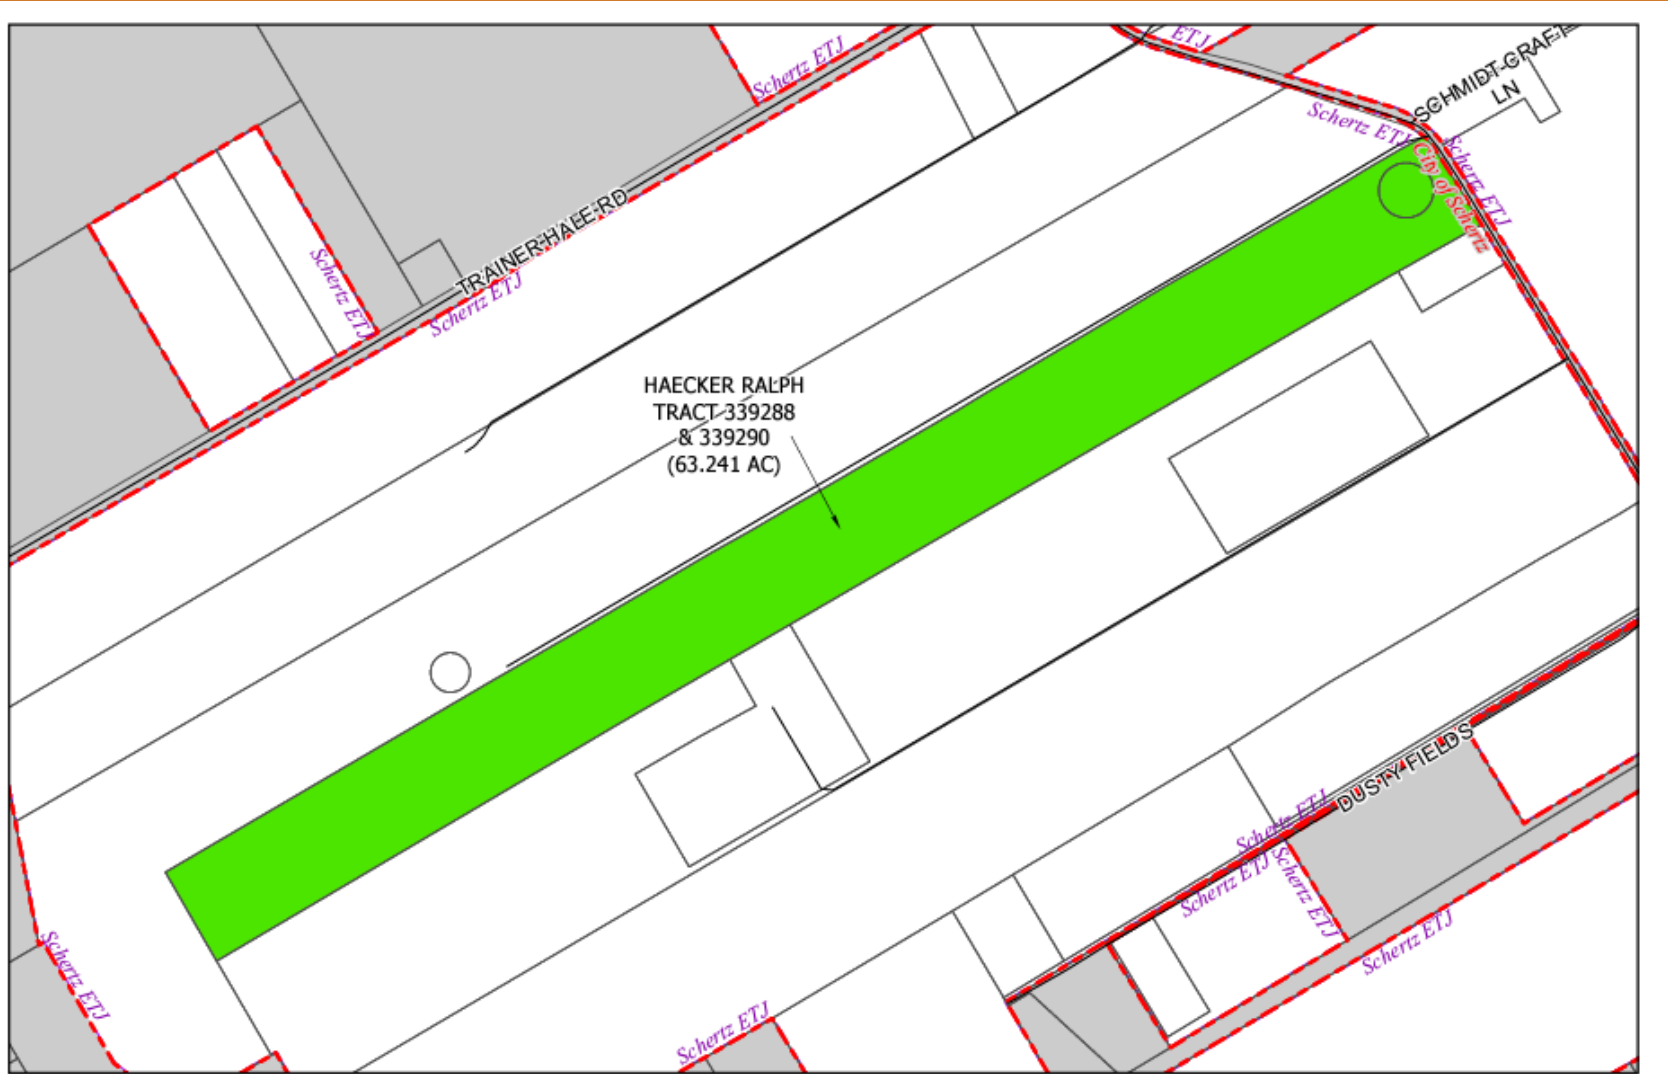 ETJ
SCHMIDT-GRAFT
LN
Schertz ETJ
Schertz ETJ
Schertz ETJ
City of Schertz
TRAINER-HALE-RD
Schertz ETJ
Schertz ETJ
HAECKER RALPH
TRACT 339288
& 339290
(63.241 AC)
DUSTY FIELDS
Schertz ETJ
Schertz ETJ
Schertz ETJ
Schertz ETJ
Schertz ETJ
Schertz ETJ